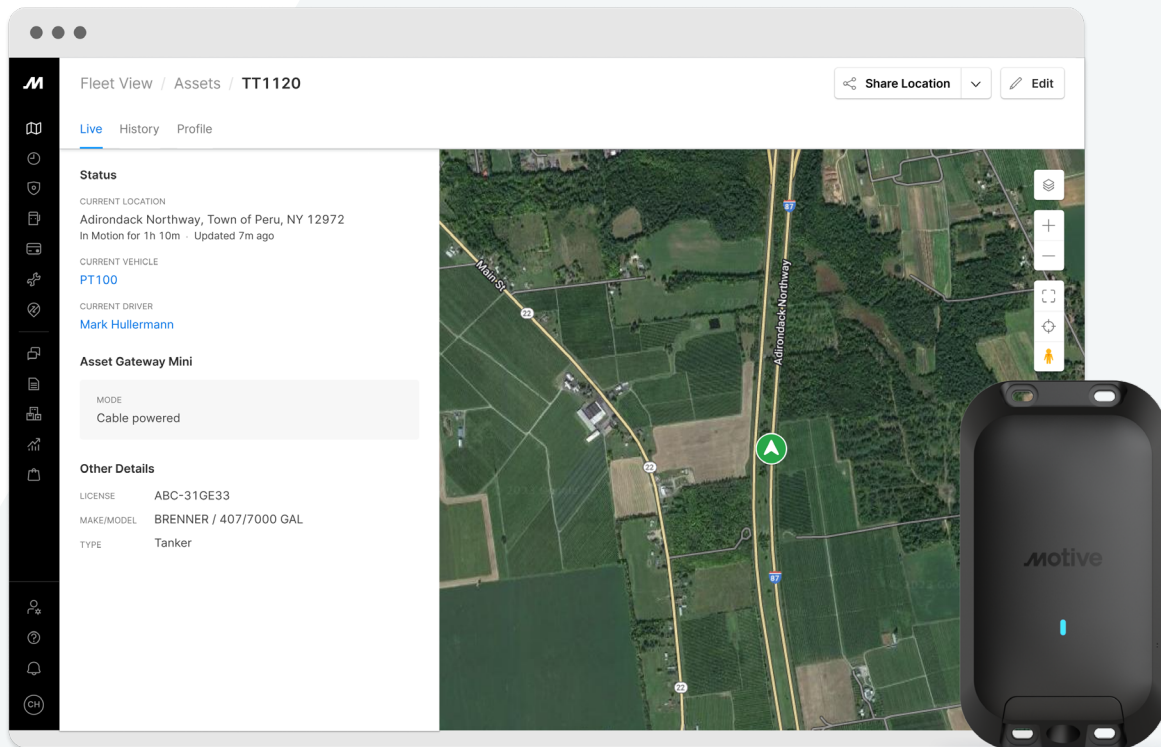 Fleet View / Assets / TT1120
Share Location
Edit
Live History Profile
Status
CURRENT LOCATION
Adirondack Northway, Town of Peru, NY 12972
In Motion for 1h 10m · Updated 7m ago
CURRENT VEHICLE
PT100
CURRENT DRIVER
Mark Hullermann
Asset Gateway Mini
MODE
Cable powered
Other Details
LICENSE ABC-31GE33
MAKE/MODEL BRENNER / 407/7000 GAL
TYPE Tanker
CH
87
Main St
22
Adirondack Northway
22
87
22
motive